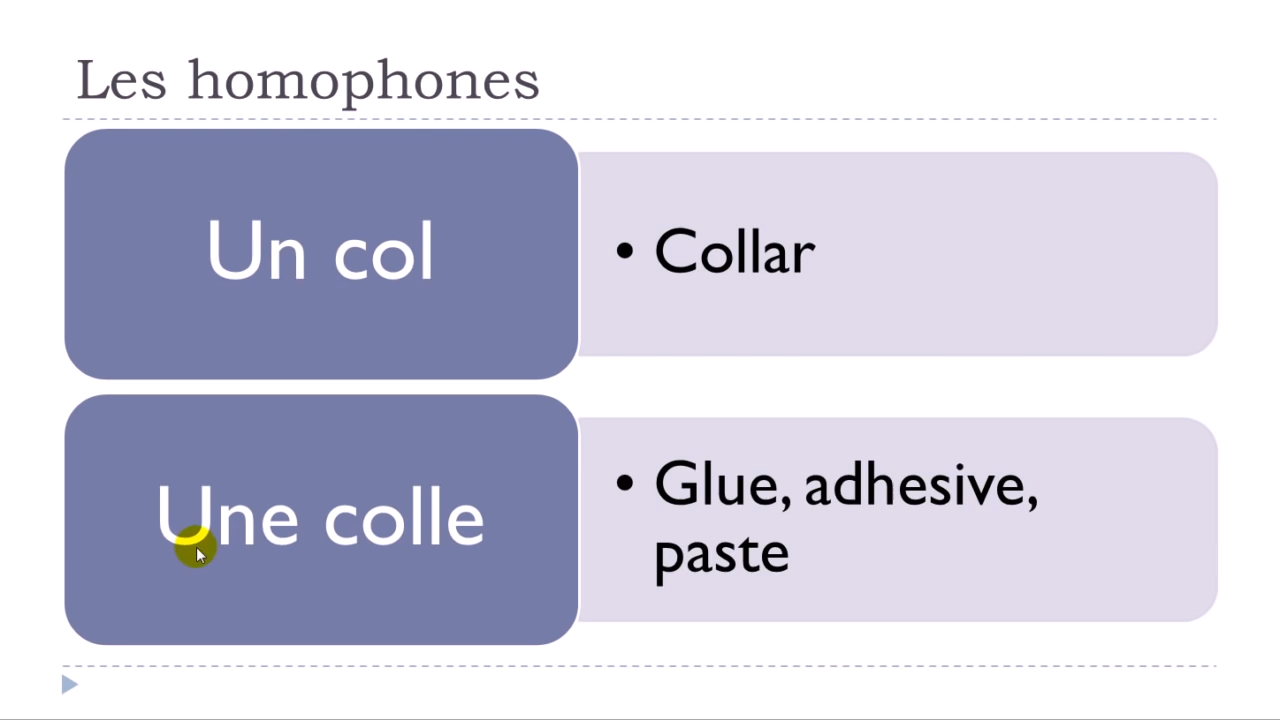 Les homophones
Un col
• Collar
Une colle
• Glue, adhesive,
paste